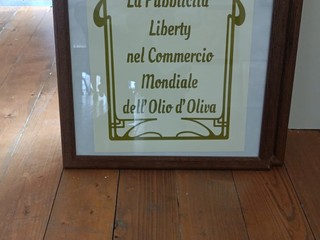 La Pubblicità
Liberty
nel Commercio
Mondiale
dell'Olio d'Oliva